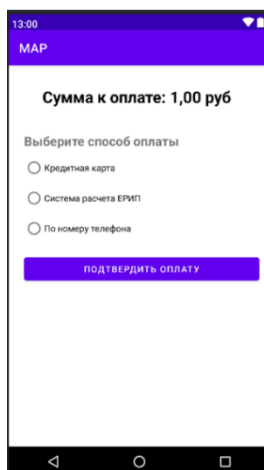 13:00
MAP
Сумма к оплате: 1,00 руб
Выберите способ оплаты
Кредитная карта
Система расчета ЕРИП
По номеру телефона
ПОДТВЕРДИТЬ ОПЛАТУ